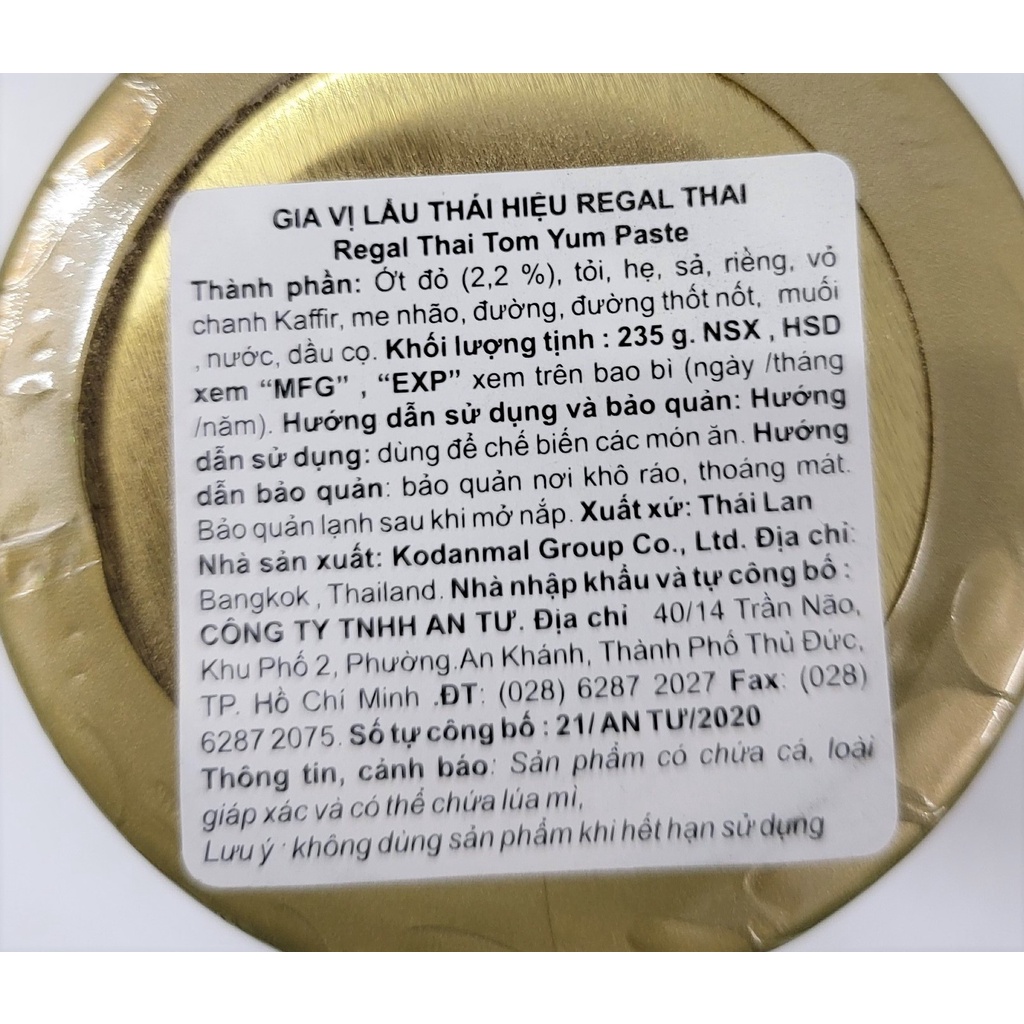 GIA VỊ LẨU THÁI HIỆU REGAL THAI
Regal Thai Tom Yum Paste
Thành phần: Ớt đỏ (2,2 %), tỏi, hẹ, sả, riềng, vỏ
chanh Kaffir, me nhão, đường, đường thốt nốt, muối
, nước, dầu cọ. Khối lượng tịnh : 235 g. NSX , HSD
xem “MFG” , “EXP” xem trên bao bì (ngày /tháng
/năm). Hướng dẫn sử dụng và bảo quản: Hướng
dẫn sử dụng: dùng để chế biến các món ăn. Hướng
dẫn bảo quản: bảo quản nơi khô ráo, thoáng mát.
Bảo quản lạnh sau khi mở nắp. Xuất xứ: Thái Lan
Nhà sản xuất: Kodanmal Group Co., Ltd. Địa chỉ:
Bangkok , Thailand. Nhà nhập khẩu và tự công bố :
CÔNG TY TNHH AN TƯ. Địa chỉ 40/14 Trần Não,
Khu Phố 2, Phường.An Khánh, Thành Phố Thủ Đức,
TP. Hồ Chí Minh .ĐT: (028) 6287 2027 Fax: (028)
6287 2075. Số tự công bố : 21/ AN TƯ/2020
Thông tin, cảnh báo: Sản phẩm có chứa cá, loài
giáp xác và có thể chứa lúa mì,
Lưu ý : không dùng sản phẩm khi hết hạn sử dụng